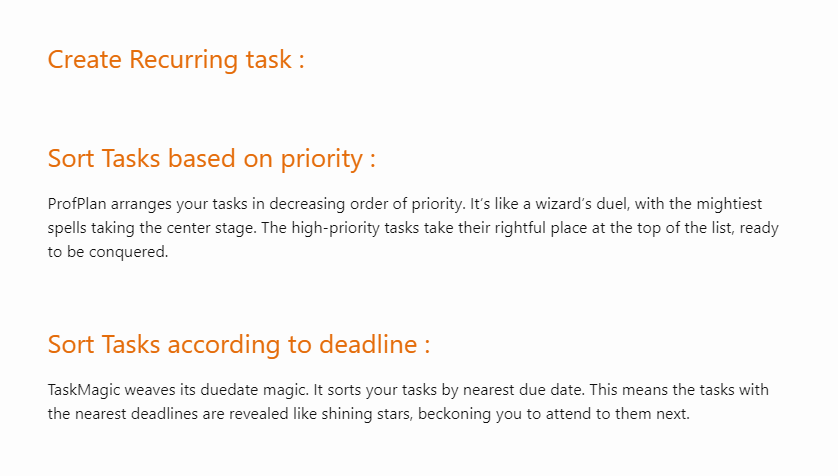 Create Recurring task :
Sort Tasks based on priority :
ProfPlan arranges your tasks in decreasing order of priority. It’s like a wizard’s duel, with the mightiest
spells taking the center stage. The high-priority tasks take their rightful place at the top of the list, ready
to be conquered.
Sort Tasks according to deadline :
TaskMagic weaves its duedate magic. It sorts your tasks by nearest due date. This means the tasks with
the nearest deadlines are revealed like shining stars, beckoning you to attend to them next.